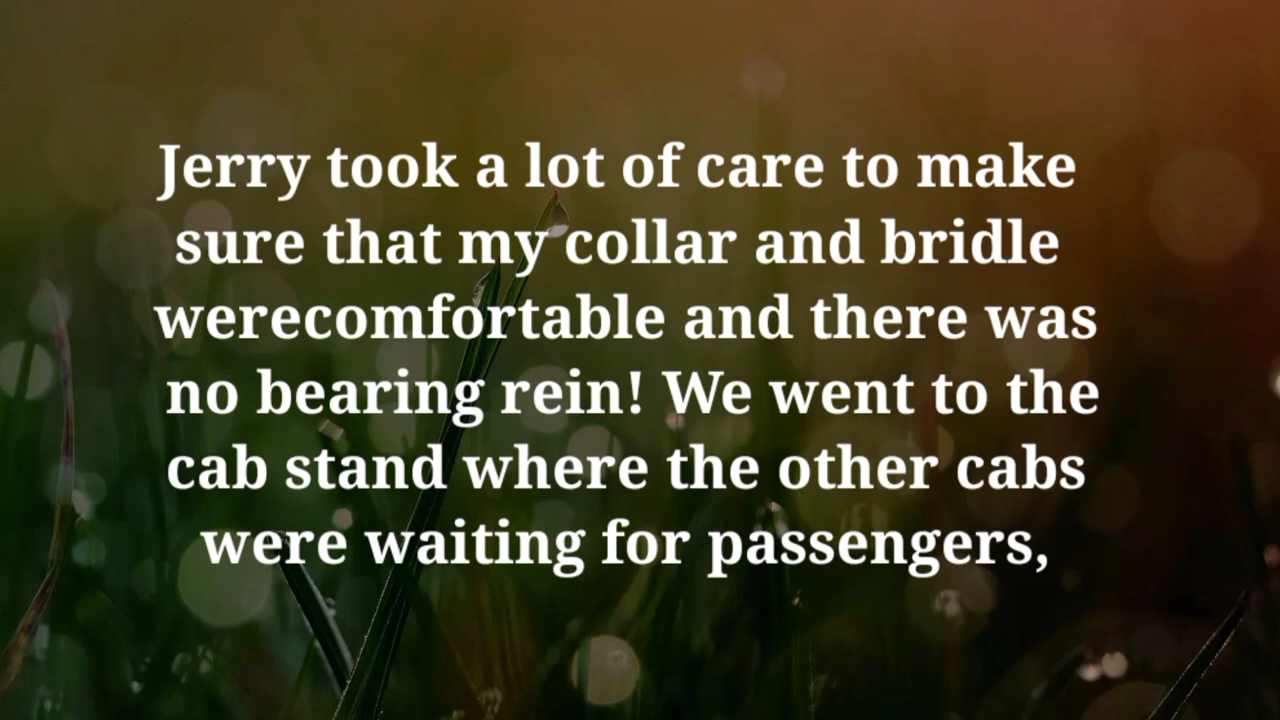 Jerry took a lot of care to make
sure that my collar and bridle
werecomfortable and there was
no bearing rein! We went to the
cab stand where the other cabs
were waiting for passengers,